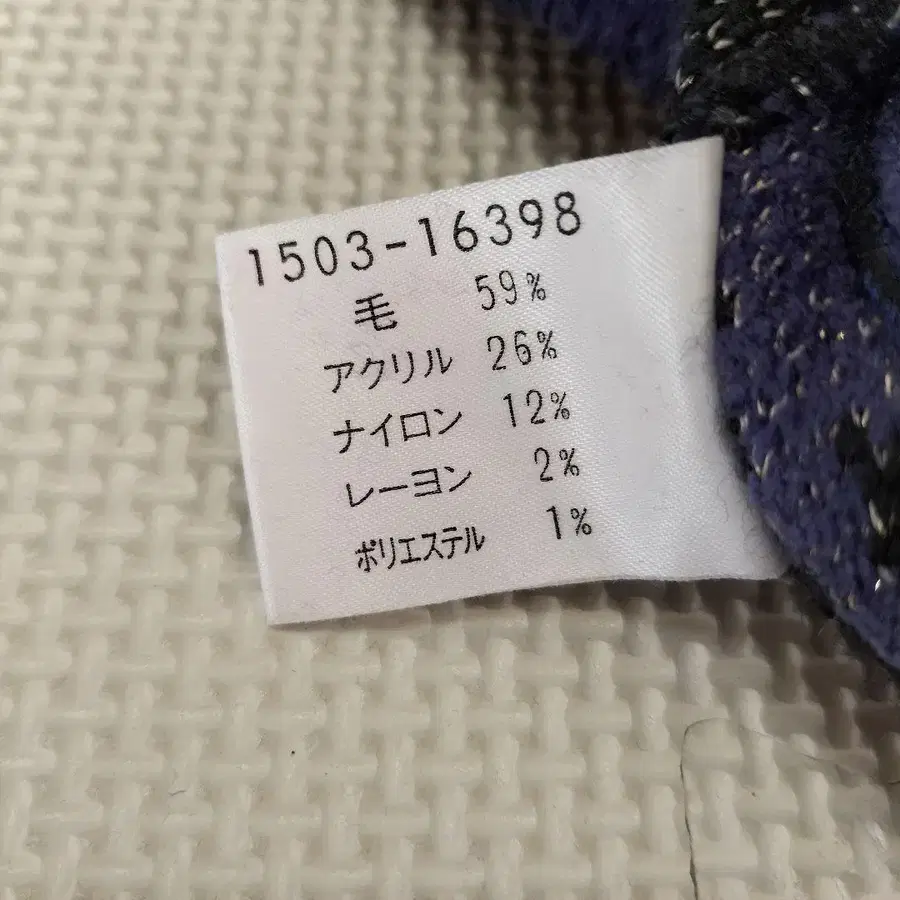 1503-16398
毛 59%
アクリル 26%
ナイロン 12%
レーヨン 2%
ポリエステル 1%